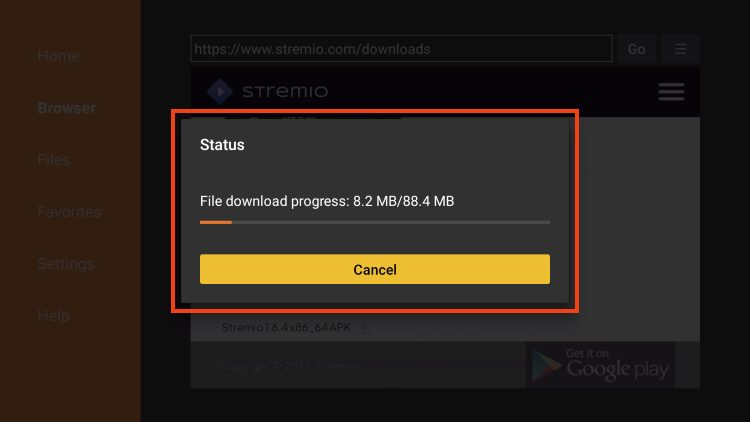 Home
Browser
Files
Favorites
Settings
Help
https://www.stremio.com/downloads
Go
STREMIO
Status
File download progress: 8.2 MB/88.4 MB
Cancel
Stremio 1.6.4 x86_64 APK
Copyright © 2023 Stremio
Get it on
Google play